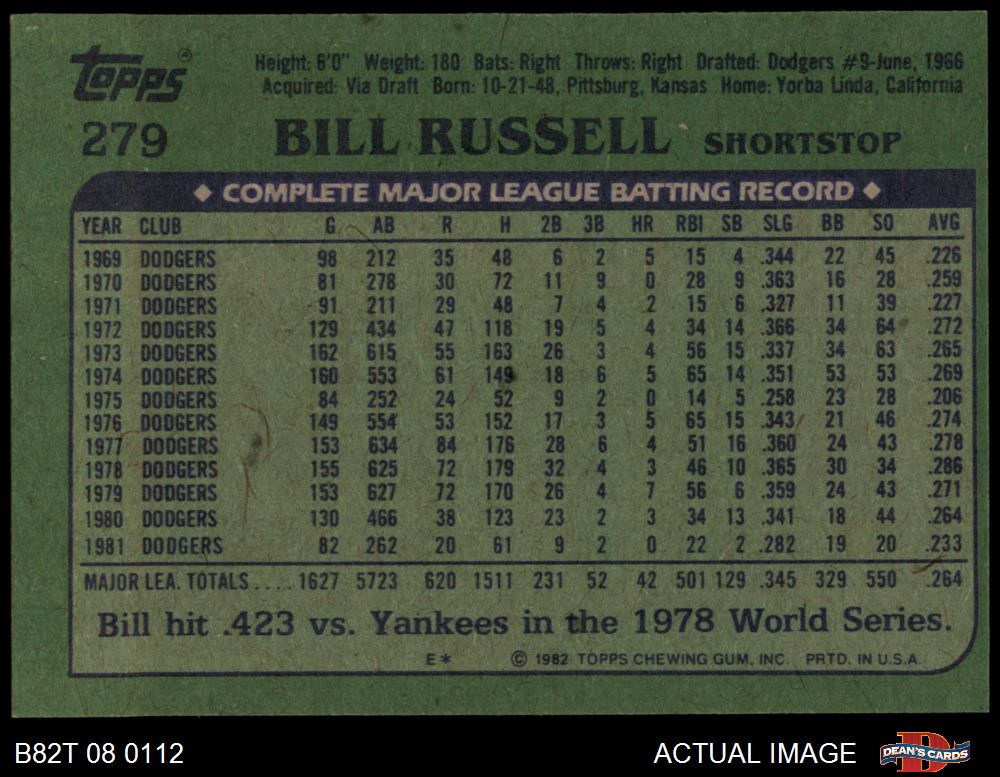 TOPPS®
Height: 6'0" Weight: 180 Bats: Right Throws: Right Drafted: Dodgers #9-June, 1966
Acquired: Via Draft Born: 10-21-48, Pittsburg, Kansas Home: Yorba Linda, California
279 BILL RUSSELL SHORTSTOP
◆ COMPLETE MAJOR LEAGUE BATTING RECORD ◆
YEAR CLUB G. AB R H 2B 3B HR RBI SB SLG BB SO AVG
1969 DODGERS 98 212 35 48 6 2 5 15 4 .344 22 45 .226
1970 DODGERS 81 278 30 72 11 9 0 28 9 .363 16 28 .259
1971 DODGERS 91 211 29 48 7 4 2 15 6 .327 11 39 .227
1972 DODGERS 129 434 47 118 19 5 4 34 14 .366 34 64 .272
1973 DODGERS 162 615 55 163 26 3 4 56 15 .337 34 63 .265
1974 DODGERS 160 553 61 149 18 6 5 65 14 .351 53 53 .269
1975 DODGERS 84 252 24 52 9 2 0 14 5 .258 23 28 .206
1976 DODGERS 149 554 53 152 17 3 5 65 15 .343 21 46 .274
1977 DODGERS 153 634 84 176 28 6 4 51 16 .360 24 43 .278
1978 DODGERS 155 625 72 179 32 4 3 46 10 .365 30 34 .286
1979 DODGERS 153 627 72 170 26 4 7 56 6 .359 24 43 .271
1980 DODGERS 130 466 38 123 23 2 3 34 13 .341 18 44 .264
1981 DODGERS 82 262 20 61 9 2 0 22 2 .282 19 20 .233
MAJOR LEA. TOTALS.... 1627 5723 620 1511 231 52 42 501 129 .345 329 550 .264
Bill hit .423 vs. Yankees in the 1978 World Series.
E* © 1982 TOPPS CHEWING GUM, INC. PRTD. IN U.S.A.
B82T 08 0112 ACTUAL IMAGE DEAN'S CARDS